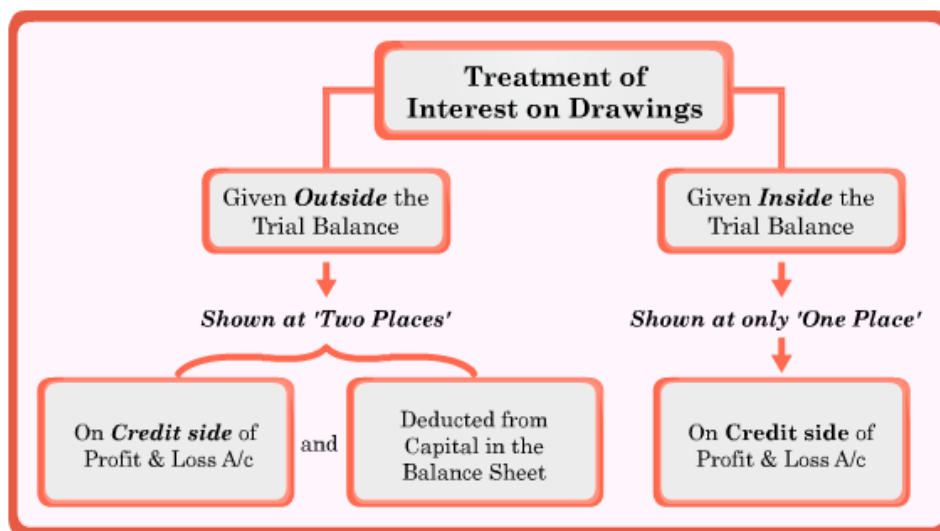 Treatment of
Interest on Drawings
Given Outside the
Trial Balance
Given Inside the
Trial Balance
Shown at 'Two Places'
Shown at only 'One Place'
On Credit side of
Profit & Loss A/c
and
Deducted from
Capital in the
Balance Sheet
On Credit side of
Profit & Loss A/c